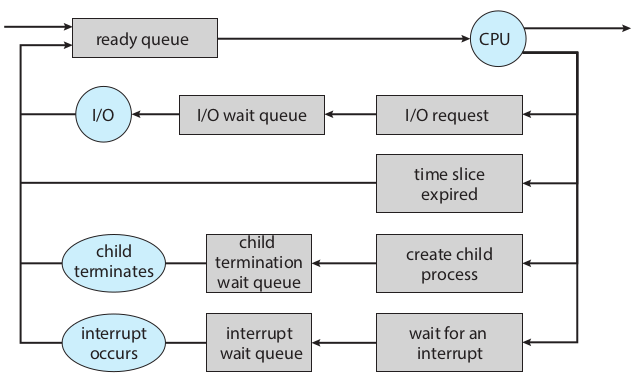 ready queue
CPU
I/O
I/O wait queue
I/O request
time slice
expired
child
terminates
child
termination
wait queue
create child
process
interrupt
occurs
interrupt
wait queue
wait for an
interrupt